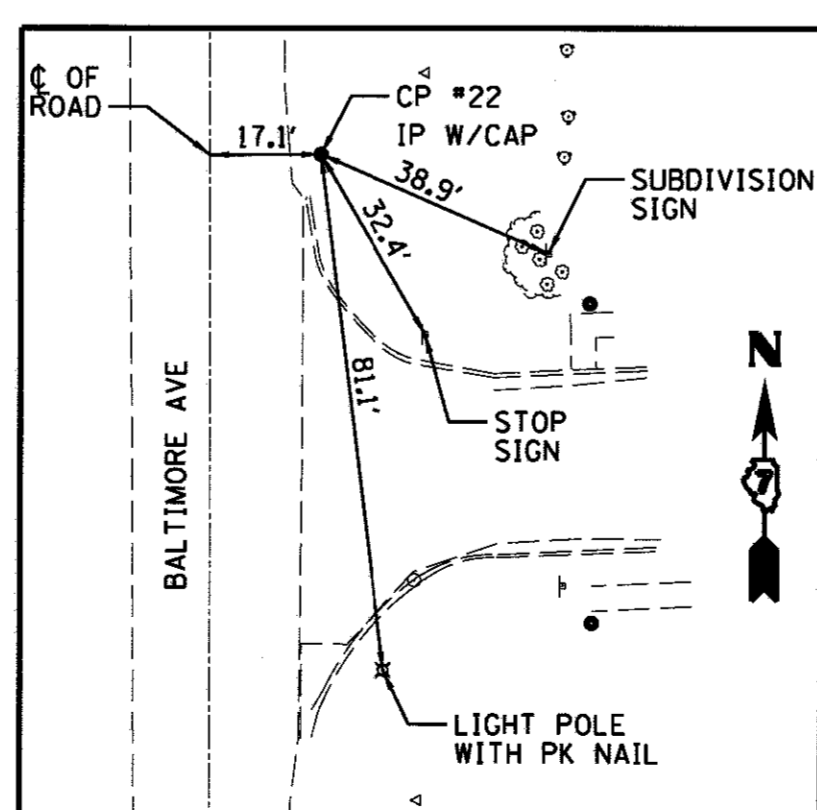 ℄ OF
ROAD
17.1'
CP #22
IP W/CAP
38.9'
SUBDIVISION
SIGN
32.4'
81.1'
STOP
SIGN
N
7
BALTIMORE AVE
LIGHT POLE
WITH PK NAIL